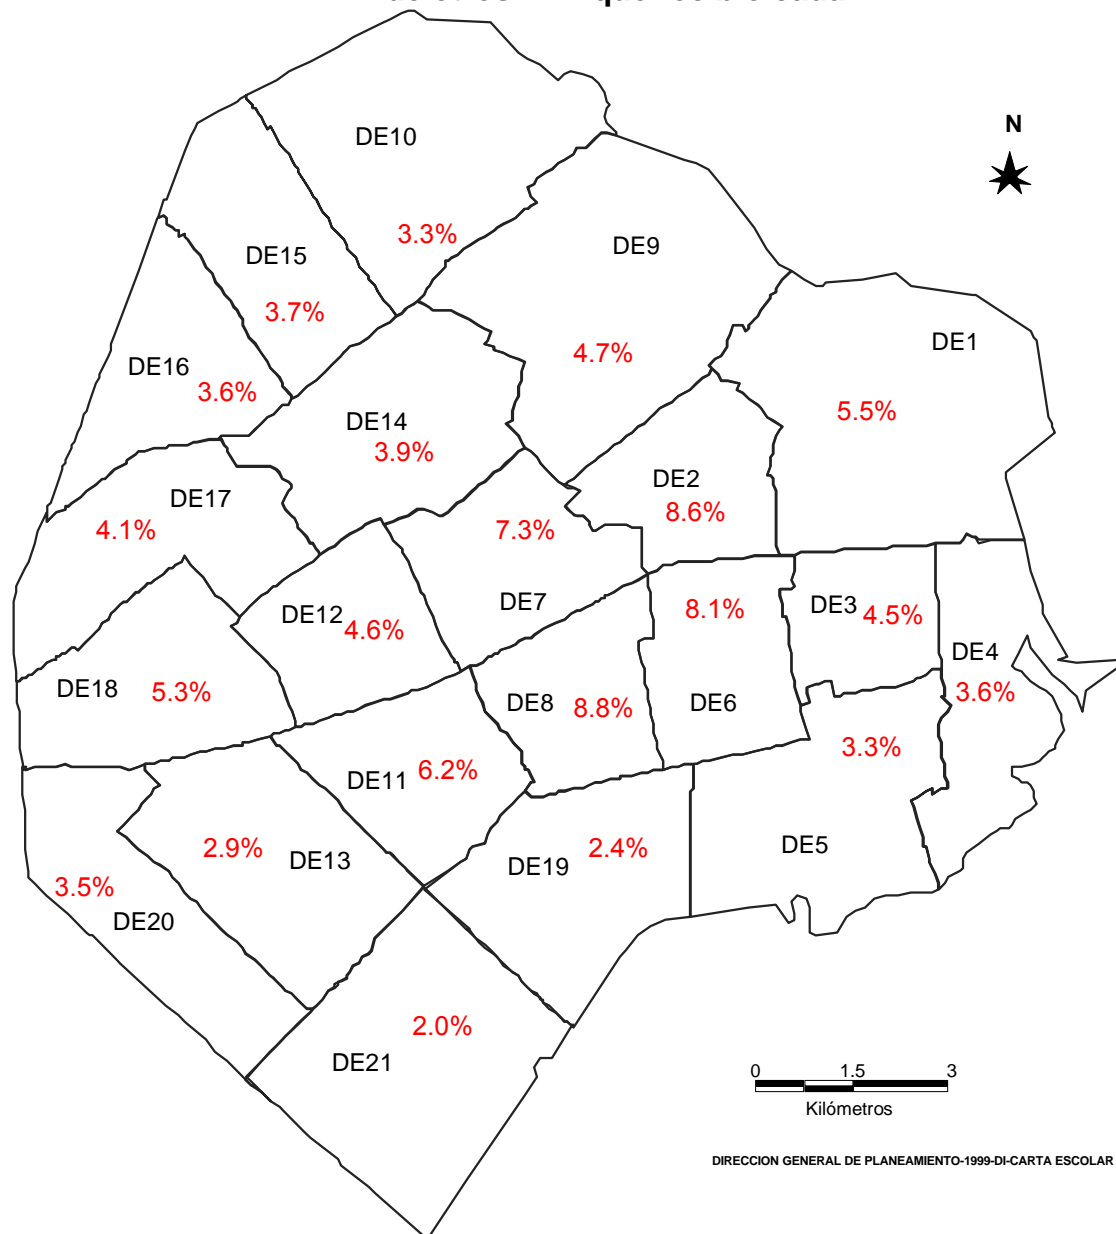 N
DE10
3.3%
DE9
4.7%
DE15
3.7%
DE1
5.5%
DE16
3.6%
DE14
3.9%
DE2
8.6%
DE17
4.1%
7.3%
DE7
DE12
4.6%
8.1%
DE6
DE3
4.5%
DE4
3.6%
DE18
5.3%
DE8
8.8%
3.3%
DE5
DE11
6.2%
2.9%
DE13
DE19
2.4%
3.5%
DE20
2.0%
DE21
0 1.5 3
Kilómetros
DIRECCION GENERAL DE PLANEAMIENTO-1999-DI-CARTA ESCOLAR